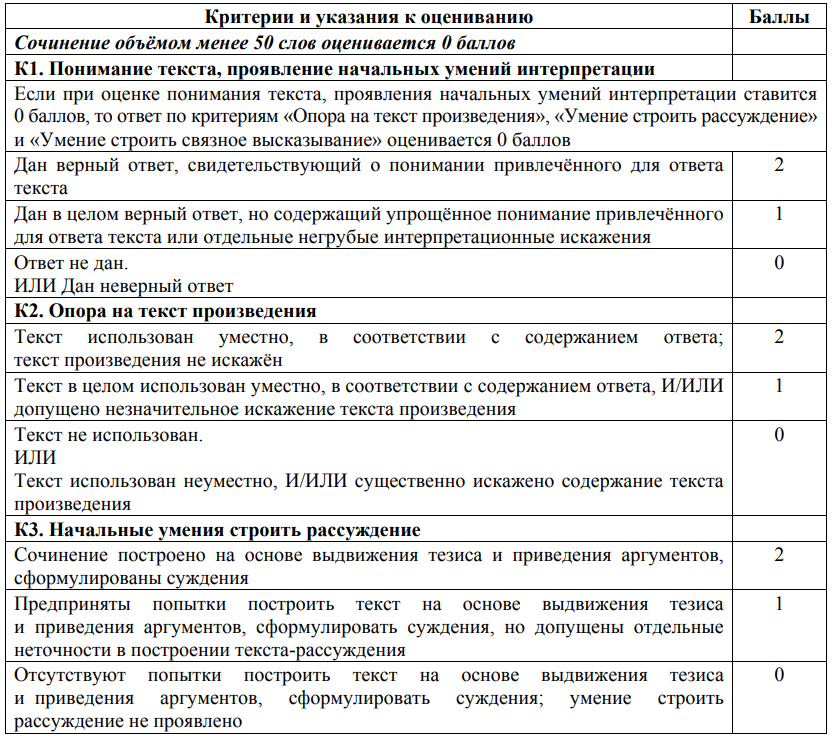 Критерии и указания к оцениванию Баллы
Сочинение объёмом менее 50 слов оценивается 0 баллов
К1. Понимание текста, проявление начальных умений интерпретации
Если при оценке понимания текста, проявления начальных умений интерпретации ставится
0 баллов, то ответ по критериям «Опора на текст произведения», «Умение строить рассуждение»
и «Умение строить связное высказывание» оценивается 0 баллов
Дан верный ответ, свидетельствующий о понимании привлечённого для ответа 2
текста
Дан в целом верный ответ, но содержащий упрощённое понимание привлечённого 1
для ответа текста или отдельные негрубые интерпретационные искажения
Ответ не дан. 0
ИЛИ Дан неверный ответ
К2. Опора на текст произведения
Текст использован уместно, в соответствии с содержанием ответа; 2
текст произведения не искажён
Текст в целом использован уместно, в соответствии с содержанием ответа, И/ИЛИ 1
допущено незначительное искажение текста произведения
Текст не использован. 0
ИЛИ
Текст использован неуместно, И/ИЛИ существенно искажено содержание текста
произведения
К3. Начальные умения строить рассуждение
Сочинение построено на основе выдвижения тезиса и приведения аргументов, 2
сформулированы суждения
Предприняты попытки построить текст на основе выдвижения тезиса 1
и приведения аргументов, сформулировать суждения, но допущены отдельные
неточности в построении текста-рассуждения
Отсутствуют попытки построить текст на основе выдвижения тезиса 0
и приведения аргументов, сформулировать суждения; умение строить
рассуждение не проявлено